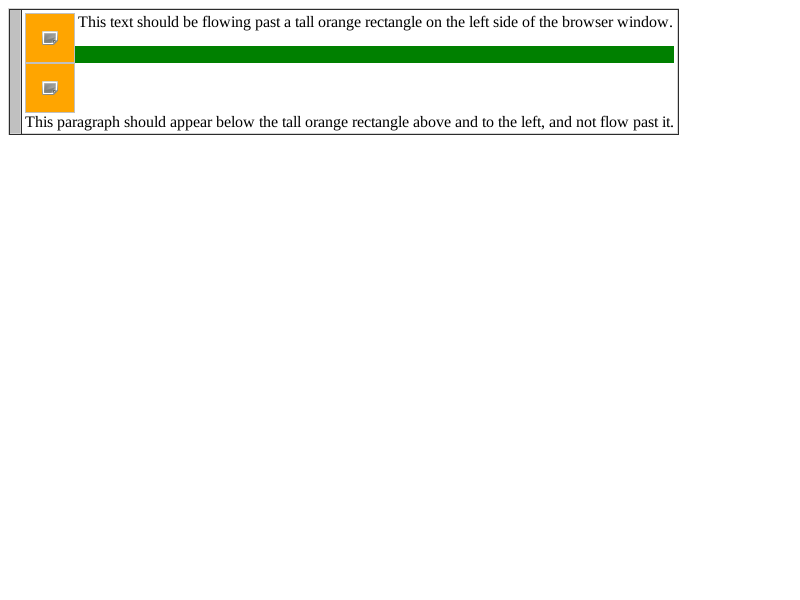 This text should be flowing past a tall orange rectangle on the left side of the browser window.
This paragraph should appear below the tall orange rectangle above and to the left, and not flow past it.